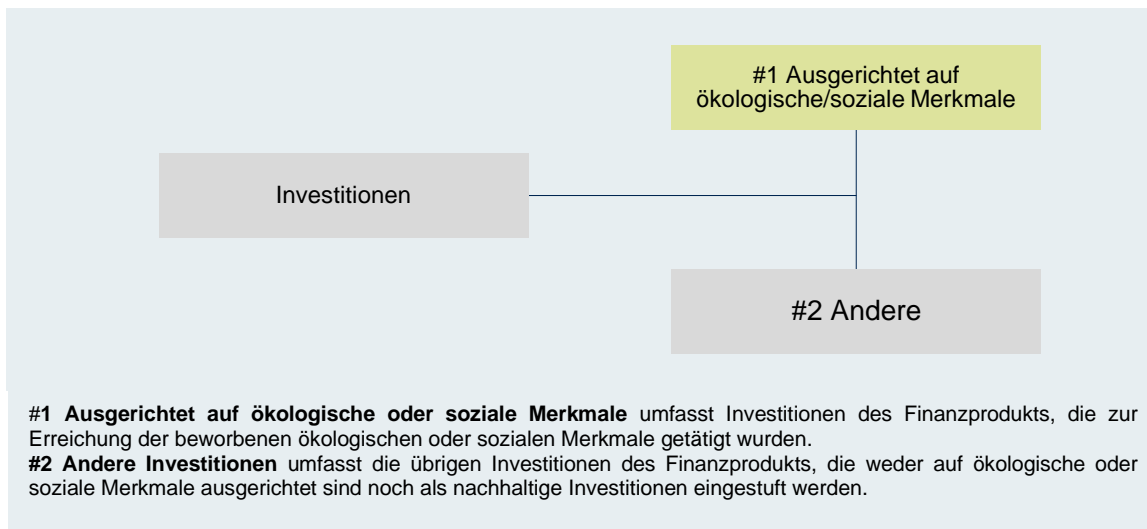 #1 Ausgerichtet auf
ökologische/soziale Merkmale
Investitionen
#2 Andere
#1 Ausgerichtet auf ökologische oder soziale Merkmale umfasst Investitionen des Finanzprodukts, die zur
Erreichung der beworbenen ökologischen oder sozialen Merkmale getätigt wurden.
#2 Andere Investitionen umfasst die übrigen Investitionen des Finanzprodukts, die weder auf ökologische oder
soziale Merkmale ausgerichtet sind noch als nachhaltige Investitionen eingestuft werden.